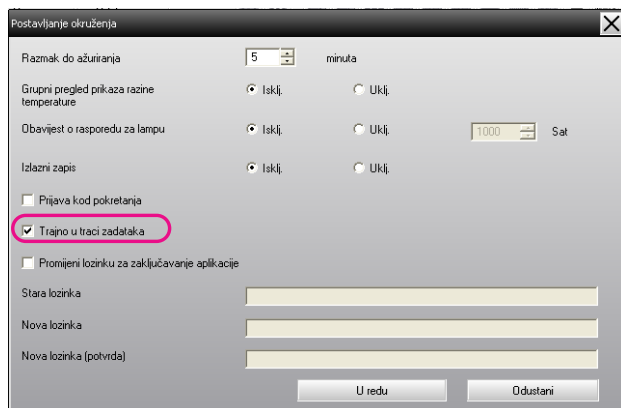 Postavljanje okruženja
Razmak do ažuriranja 5 minuta
Grupni pregled prikaza razine
temperature Isklj. Uklj.
Obavijest o rasporedu za lampu Isklj. Uklj. 1000 Sat
Izlazni zapis Isklj. Uklj.
Prijava kod pokretanja
Trajno u traci zadataka
Promijeni lozinku za zaključavanje aplikacije
Stara lozinka
Nova lozinka
Nova lozinka (potvrda)
U redu Odustani